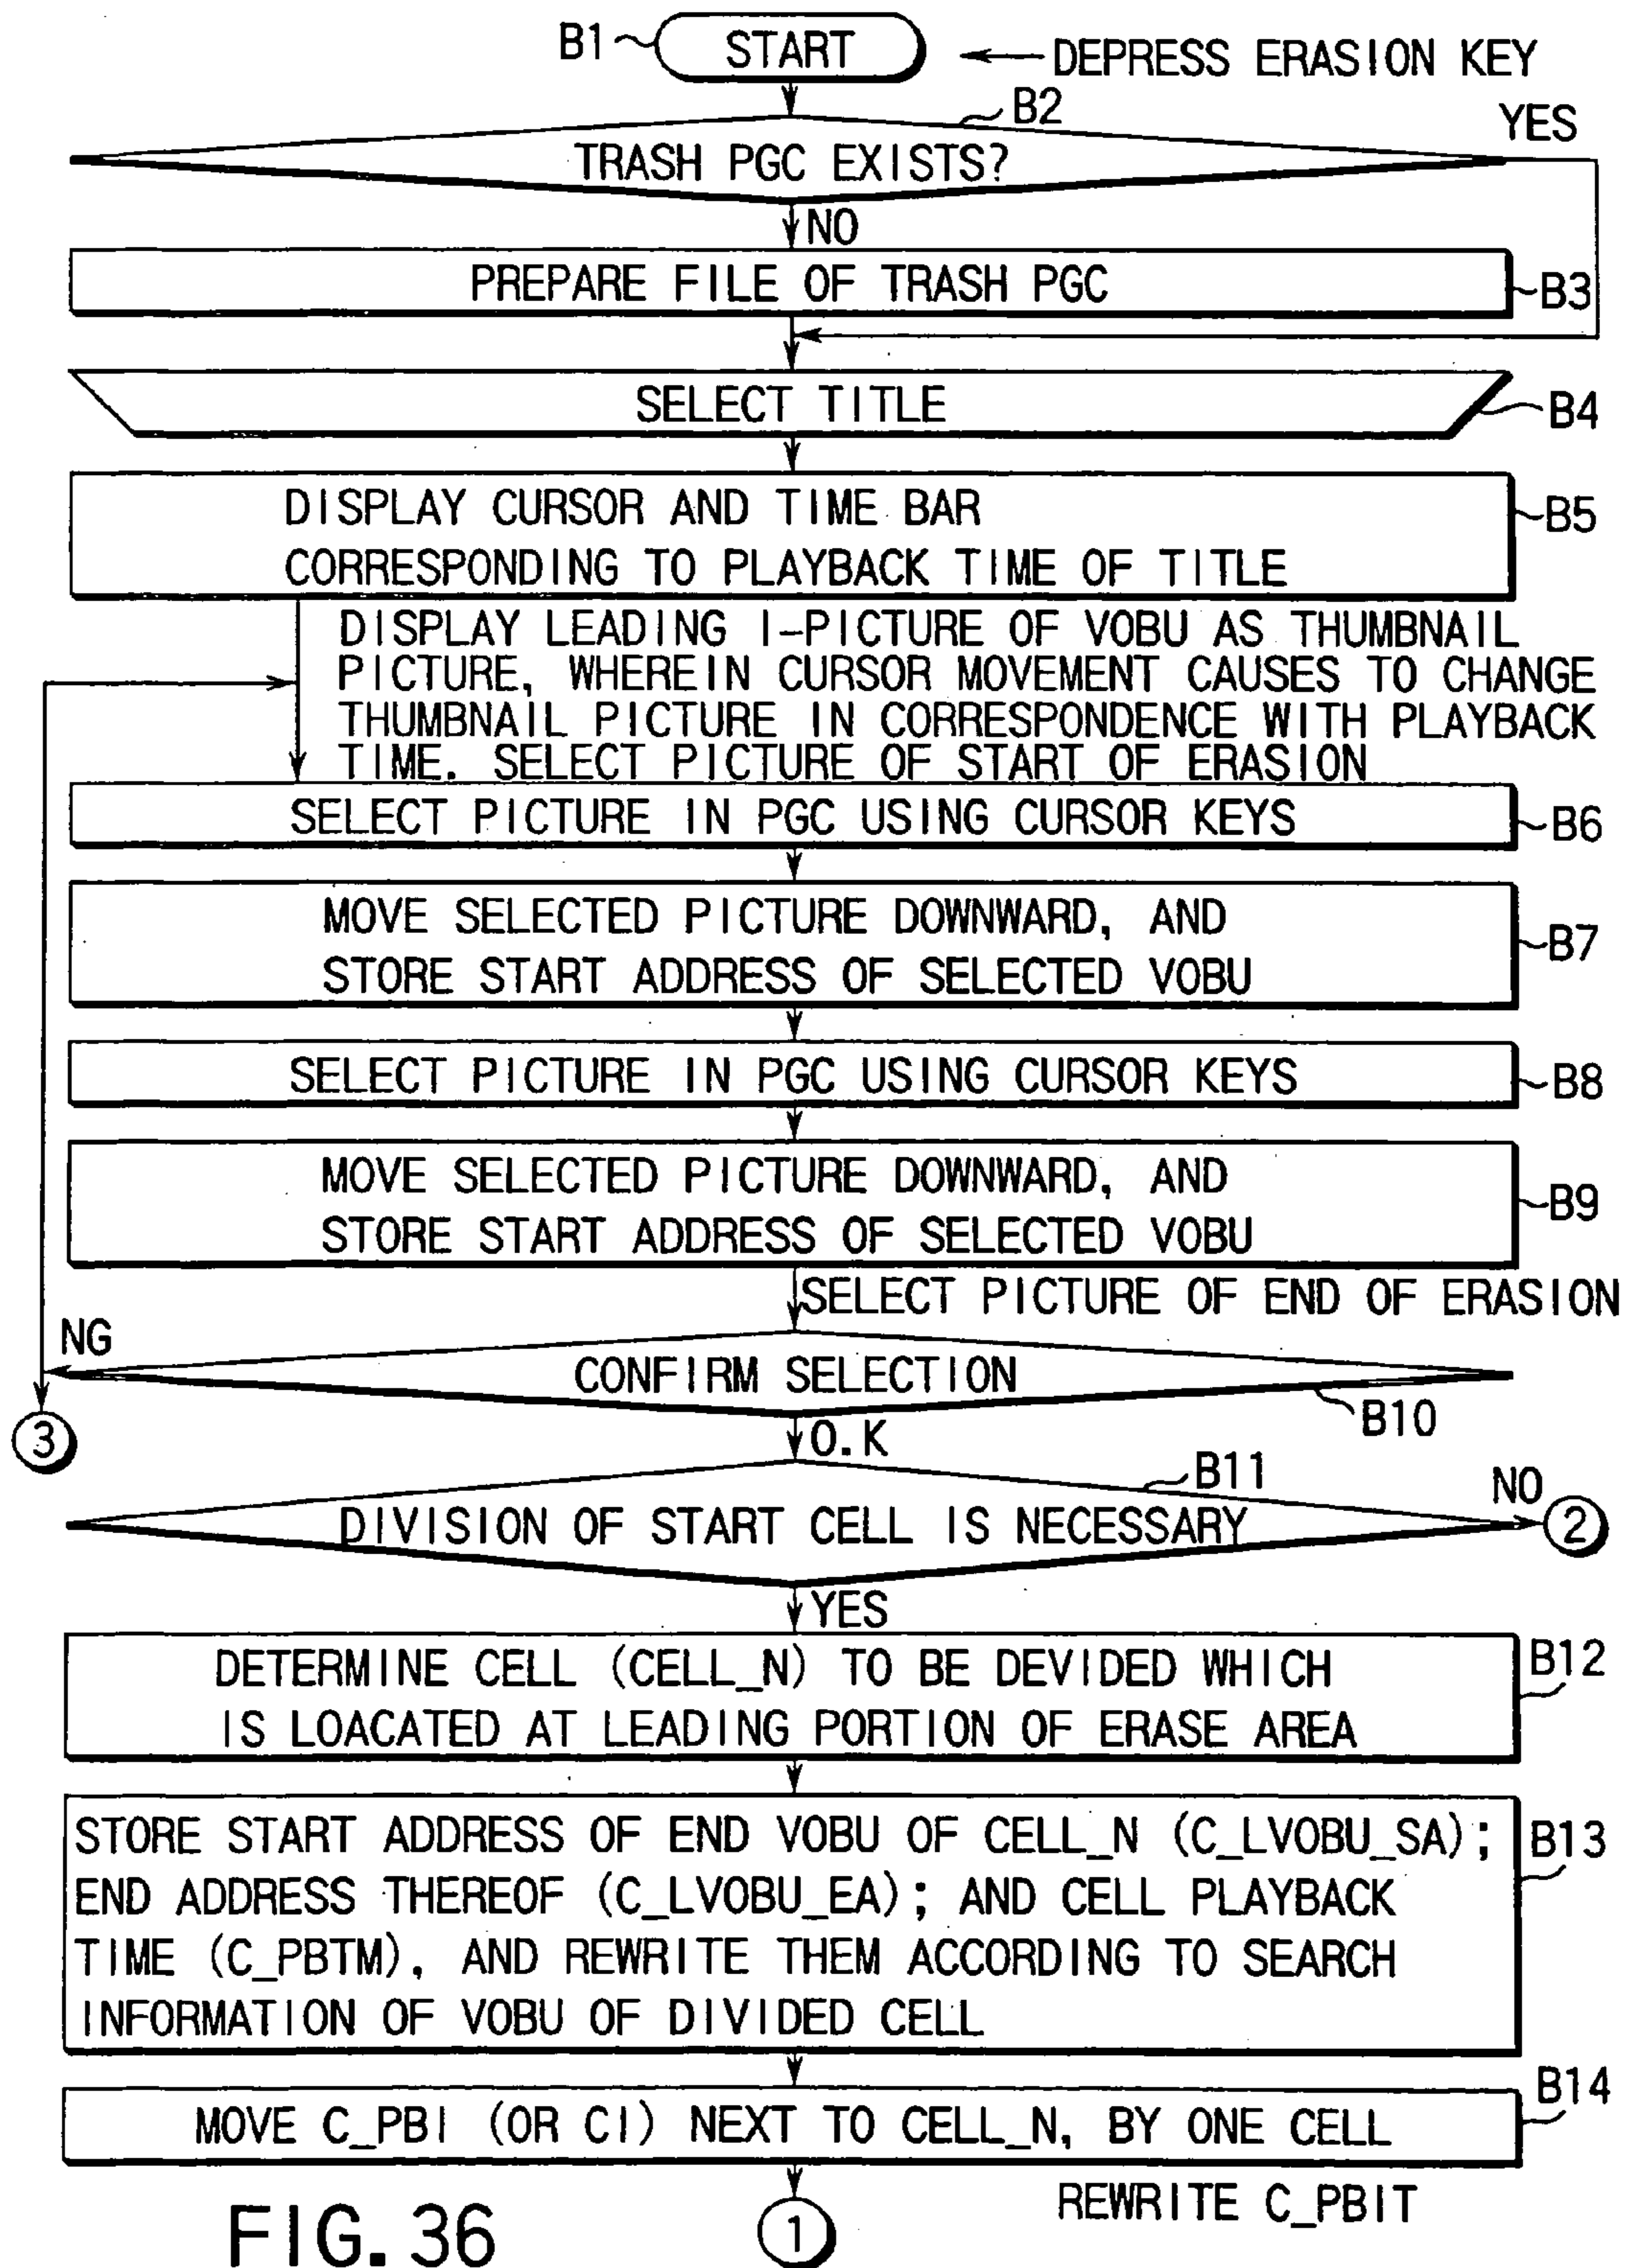 B1
START
DEPRESS ERASION KEY
B2
YES
TRASH PGC EXISTS?
NO
PREPARE FILE OF TRASH PGC
B3
SELECT TITLE
B4
DISPLAY CURSOR AND TIME BAR
CORRESPONDING TO PLAYBACK TIME OF TITLE
B5
DISPLAY LEADING I-PICTURE OF VOBU AS THUMBNAIL
PICTURE, WHEREIN CURSOR MOVEMENT CAUSES TO CHANGE
THUMBNAIL PICTURE IN CORRESPONDENCE WITH PLAYBACK
TIME. SELECT PICTURE OF START OF ERASION
SELECT PICTURE IN PGC USING CURSOR KEYS
B6
MOVE SELECTED PICTURE DOWNWARD, AND
STORE START ADDRESS OF SELECTED VOBU
B7
SELECT PICTURE IN PGC USING CURSOR KEYS
B8
MOVE SELECTED PICTURE DOWNWARD, AND
STORE START ADDRESS OF SELECTED VOBU
B9
SELECT PICTURE OF END OF ERASION
NG
CONFIRM SELECTION
B10
3
O.K
B11
NO
DIVISION OF START CELL IS NECESSARY
2
YES
DETERMINE CELL (CELL_N) TO BE DEVIDED WHICH
IS LOACATED AT LEADING PORTION OF ERASE AREA
B12
STORE START ADDRESS OF END VOBU OF CELL_N (C_LVOBU_SA);
END ADDRESS THEREOF (C_LVOBU_EA); AND CELL PLAYBACK
TIME (C_PBTM), AND REWRITE THEM ACCORDING TO SEARCH
INFORMATION OF VOBU OF DIVIDED CELL
B13
MOVE C_PBI (OR CI) NEXT TO CELL_N, BY ONE CELL
B14
REWRITE C_PBIT
1
FIG. 36